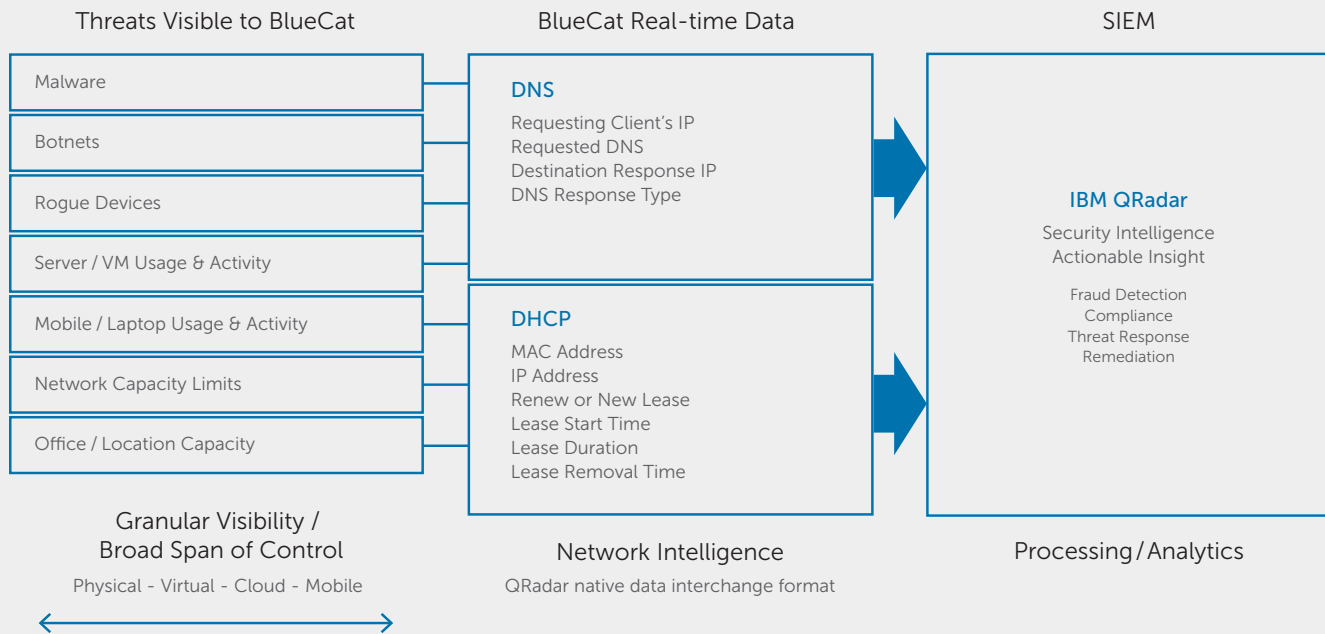 Threats Visible to BlueCat
Malware
Botnets
Rogue Devices
Server / VM Usage & Activity
Mobile / Laptop Usage & Activity
Network Capacity Limits
Office / Location Capacity
Granular Visibility /
Broad Span of Control
Physical - Virtual - Cloud - Mobile
BlueCat Real-time Data
DNS
Requesting Client’s IP
Requested DNS
Destination Response IP
DNS Response Type
DHCP
MAC Address
IP Address
Renew or New Lease
Lease Start Time
Lease Duration
Lease Removal Time
Network Intelligence
QRadar native data interchange format
SIEM
IBM QRadar
Security Intelligence
Actionable Insight
Fraud Detection
Compliance
Threat Response
Remediation
Processing / Analytics